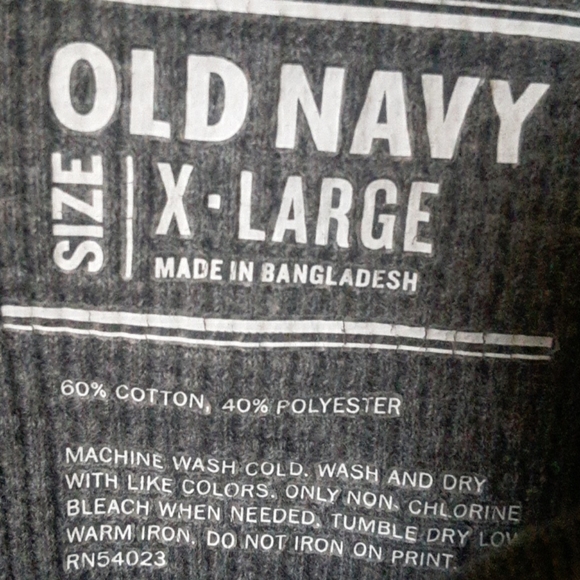 OLD NAVY
SIZE
X·LARGE
MADE IN BANGLADESH
60% COTTON, 40% POLYESTER
MACHINE WASH COLD. WASH AND DRY
WITH LIKE COLORS. ONLY NON-CHLORINE
BLEACH WHEN NEEDED. TUMBLE DRY LOW
WARM IRON. DO NOT IRON ON PRINT.
RN54023